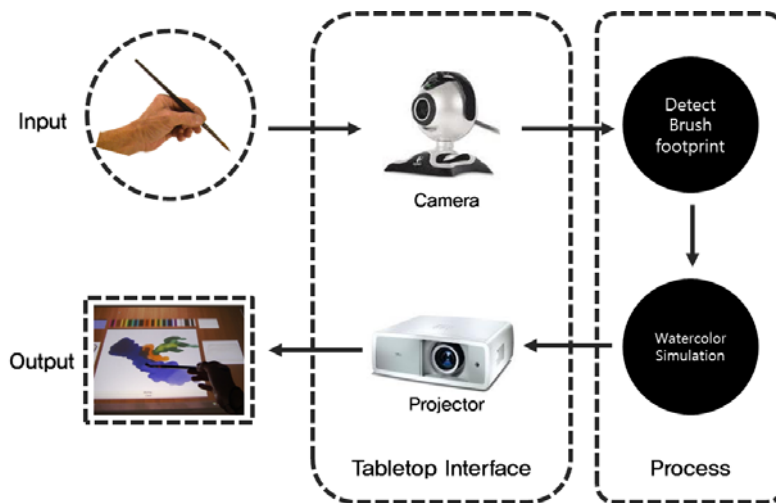 Input
Camera
Detect
Brush
footprint
Output
Projector
Watercolor
Simulation
Tabletop Interface
Process